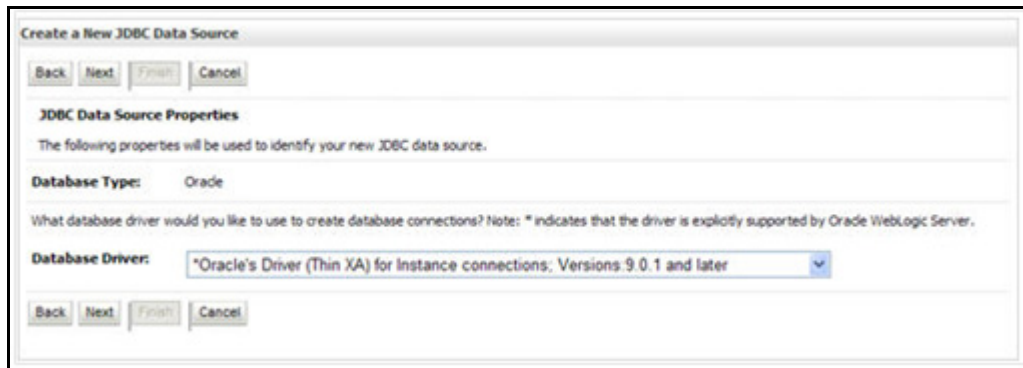 Create a New JDBC Data Source
Back Next Finish Cancel
JDBC Data Source Properties
The following properties will be used to identify your new JDBC data source.
Database Type: Oracle
What database driver would you like to use to create database connections? Note: * indicates that the driver is explicitly supported by Oracle WebLogic Server.
Database Driver: *Oracle's Driver (Thin XA) for Instance connections; Versions:9.0.1 and later
Back Next Finish Cancel